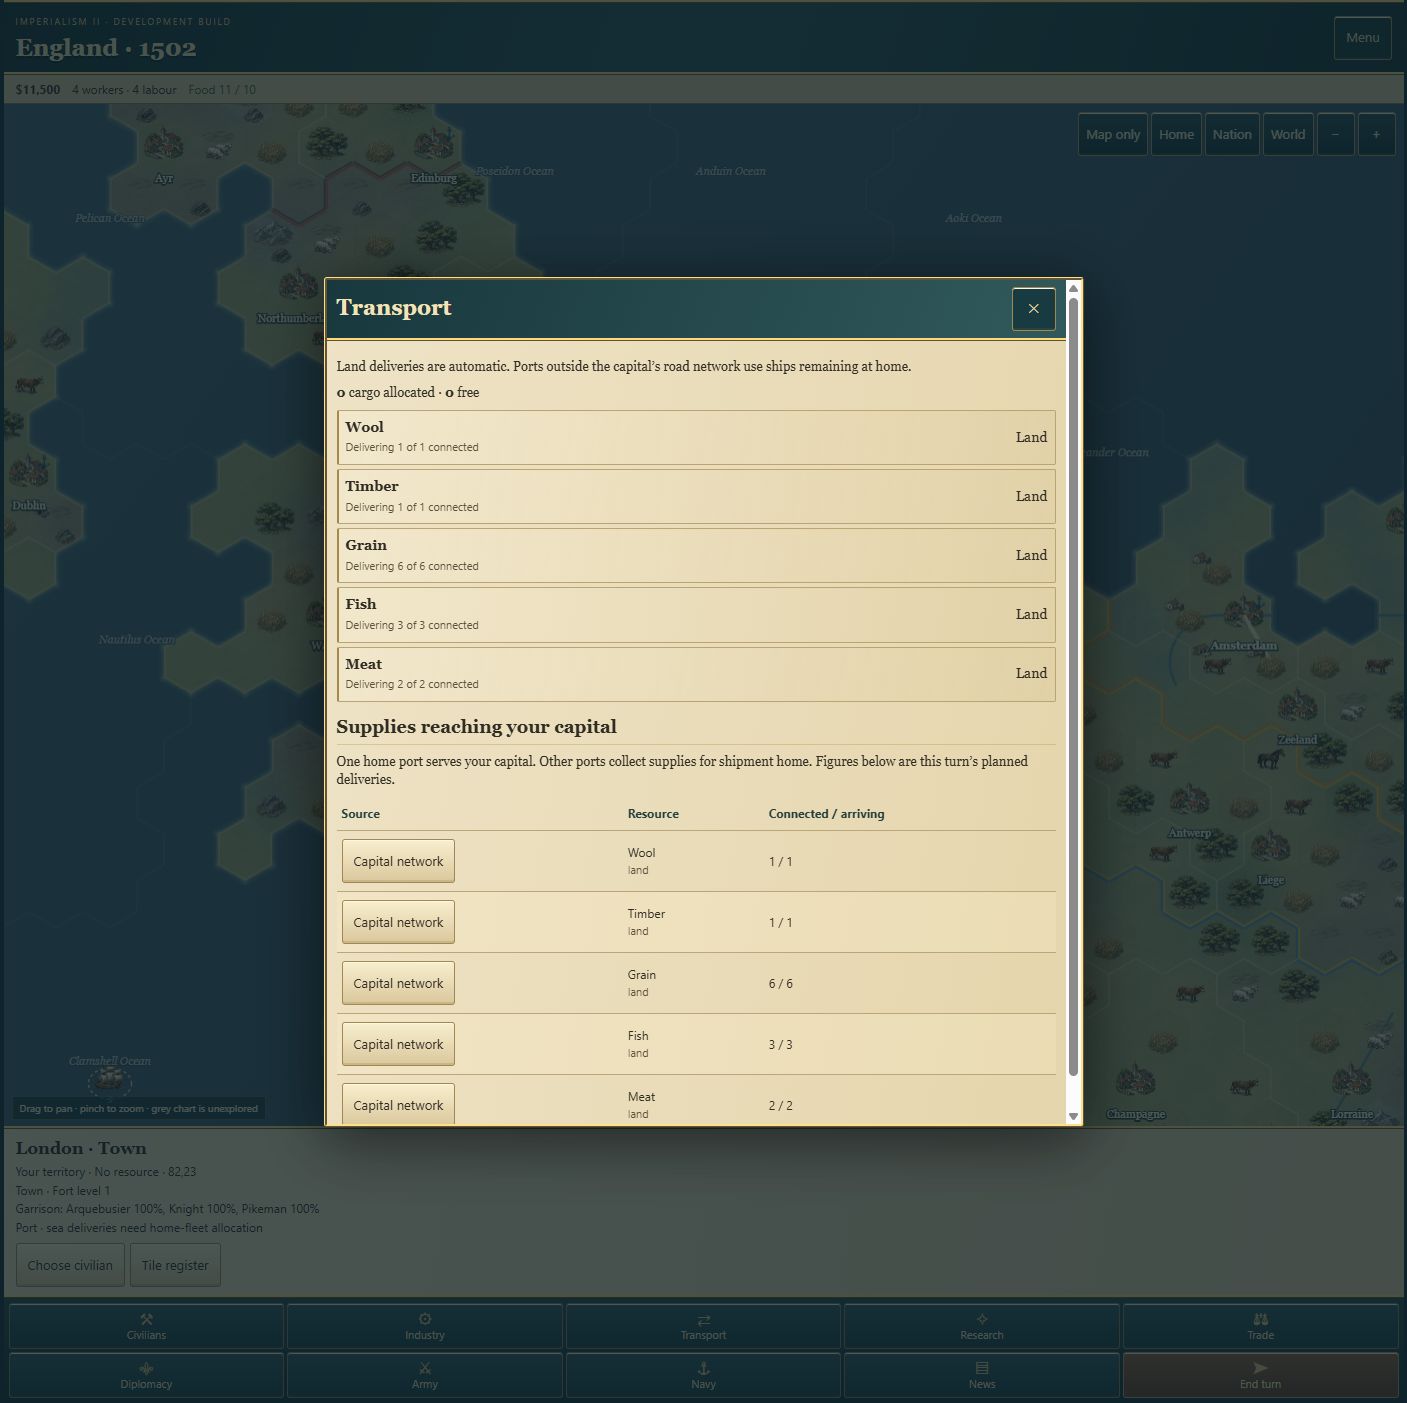 IMPERIALISM II · DEVELOPMENT BUILD
England · 1502
Menu
$11,500 4 workers · 4 labour Food 11 / 10
Map only
Home
Nation
World
−
+
Ayr
Edinburg
Poseidon Ocean
Anduin Ocean
Pelican Ocean
Aoki Ocean
Dublin
Nautilus Ocean
Amsterdam
Zeeland
Antwerp
Liége
Champagne
Lorraine
Clamshell Ocean
Drag to pan · pinch to zoom · grey chart is unexplored
Transport
×
Land deliveries are automatic. Ports outside the capital’s road network use ships remaining at home.
0 cargo allocated · 0 free
Wool
Delivering 1 of 1 connected
Land
Timber
Delivering 1 of 1 connected
Land
Grain
Delivering 6 of 6 connected
Land
Fish
Delivering 3 of 3 connected
Land
Meat
Delivering 2 of 2 connected
Land
Supplies reaching your capital
One home port serves your capital. Other ports collect supplies for shipment home. Figures below are this turn’s planned
deliveries.
Source Resource Connected / arriving
Capital network Wool 1 / 1
land
Capital network Timber 1 / 1
land
Capital network Grain 6 / 6
land
Capital network Fish 3 / 3
land
Capital network Meat 2 / 2
land
London · Town
Your territory · No resource · 82,23
Town · Fort level 1
Garrison: Arquebusier 100%, Knight 100%, Pikeman 100%
Port · sea deliveries need home-fleet allocation
Choose civilian
Tile register
Civilians
Industry
Transport
Research
Trade
Diplomacy
Army
Navy
News
End turn